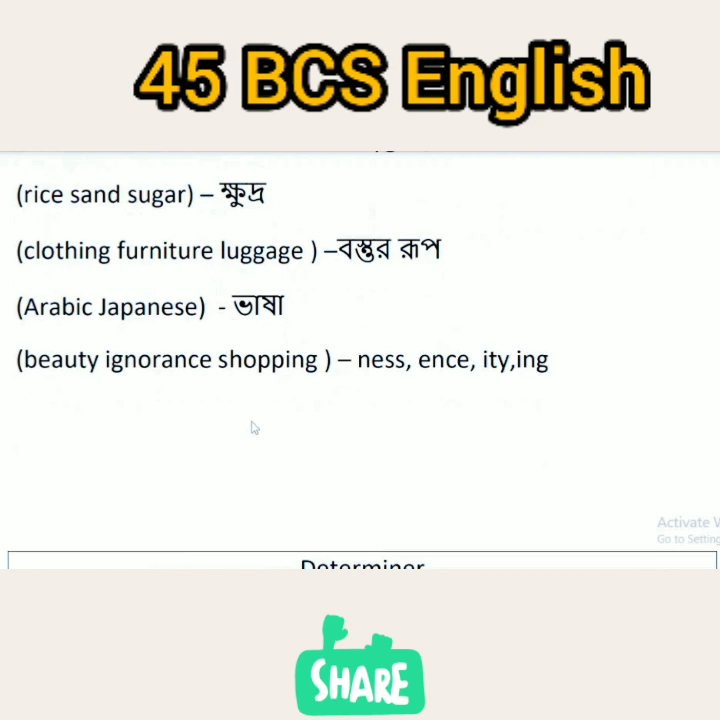 45 BCS English
(rice sand sugar) – ক্ষুদ্র
(clothing furniture luggage ) –বস্তুর রূপ
(Arabic Japanese) - ভাষা
(beauty ignorance shopping ) – ness, ence, ity,ing
Activate
Go to Setting
Determiner
SHARE